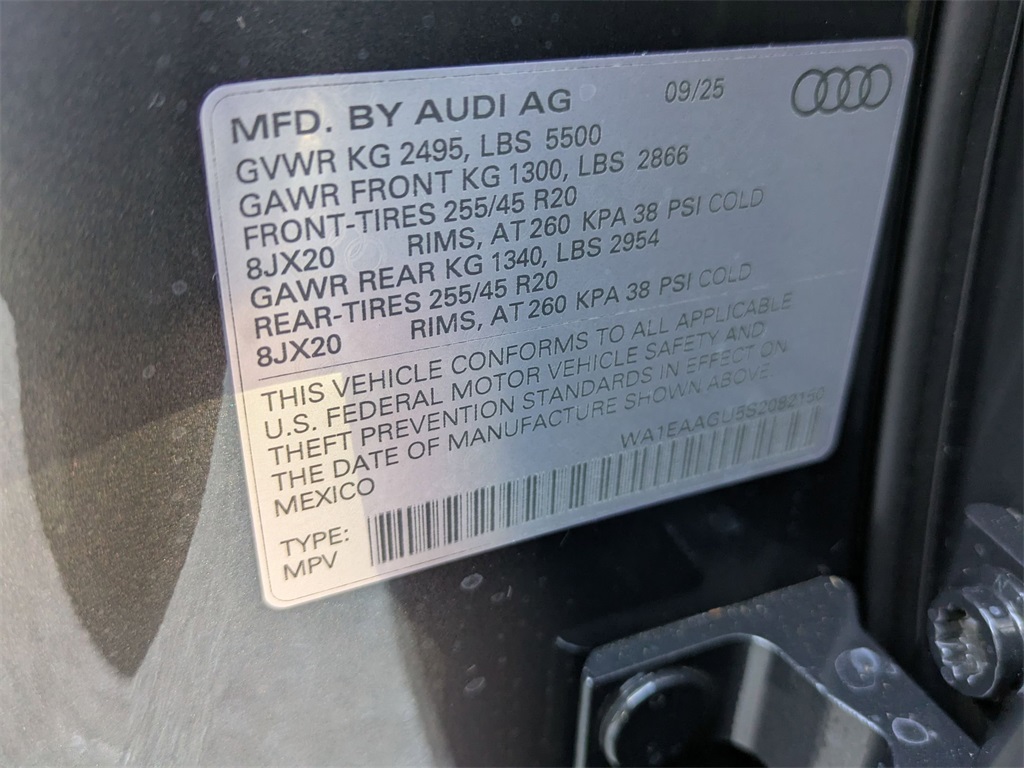 MFD. BY AUDI AG 09/25
GVWR KG 2495, LBS 5500
GAWR FRONT KG 1300, LBS 2866
FRONT-TIRES 255/45 R20
8JX20 RIMS, AT 260 KPA 38 PSI COLD
GAWR REAR KG 1340, LBS 2954
REAR-TIRES 255/45 R20
8JX20 RIMS, AT 260 KPA 38 PSI COLD
THIS VEHICLE CONFORMS TO ALL APPLICABLE
U.S. FEDERAL MOTOR VEHICLE SAFETY AND
THEFT PREVENTION STANDARDS IN EFFECT ON
THE DATE OF MANUFACTURE SHOWN ABOVE.
MEXICO WA1EAAGU5S2082150
TYPE:
MPV